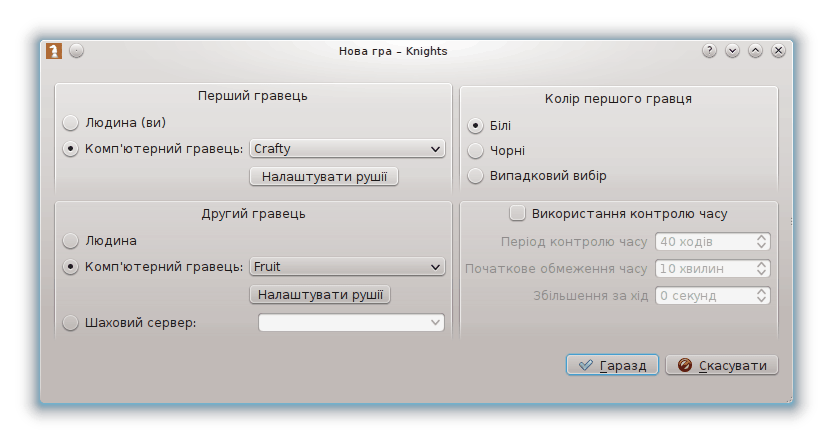 Нова гра – Knights
Перший гравець
Людина (ви)
Комп'ютерний гравець: Crafty
Налаштувати рушії
Колір першого гравця
Білі
Чорні
Випадковий вибір
Другий гравець
Людина
Комп'ютерний гравець: Fruit
Налаштувати рушії
Шаховий сервер:
Використання контролю часу
Період контролю часу 40 ходів
Початкове обмеження часу 10 хвилин
Збільшення за хід 0 секунд
Гаразд
Скасувати